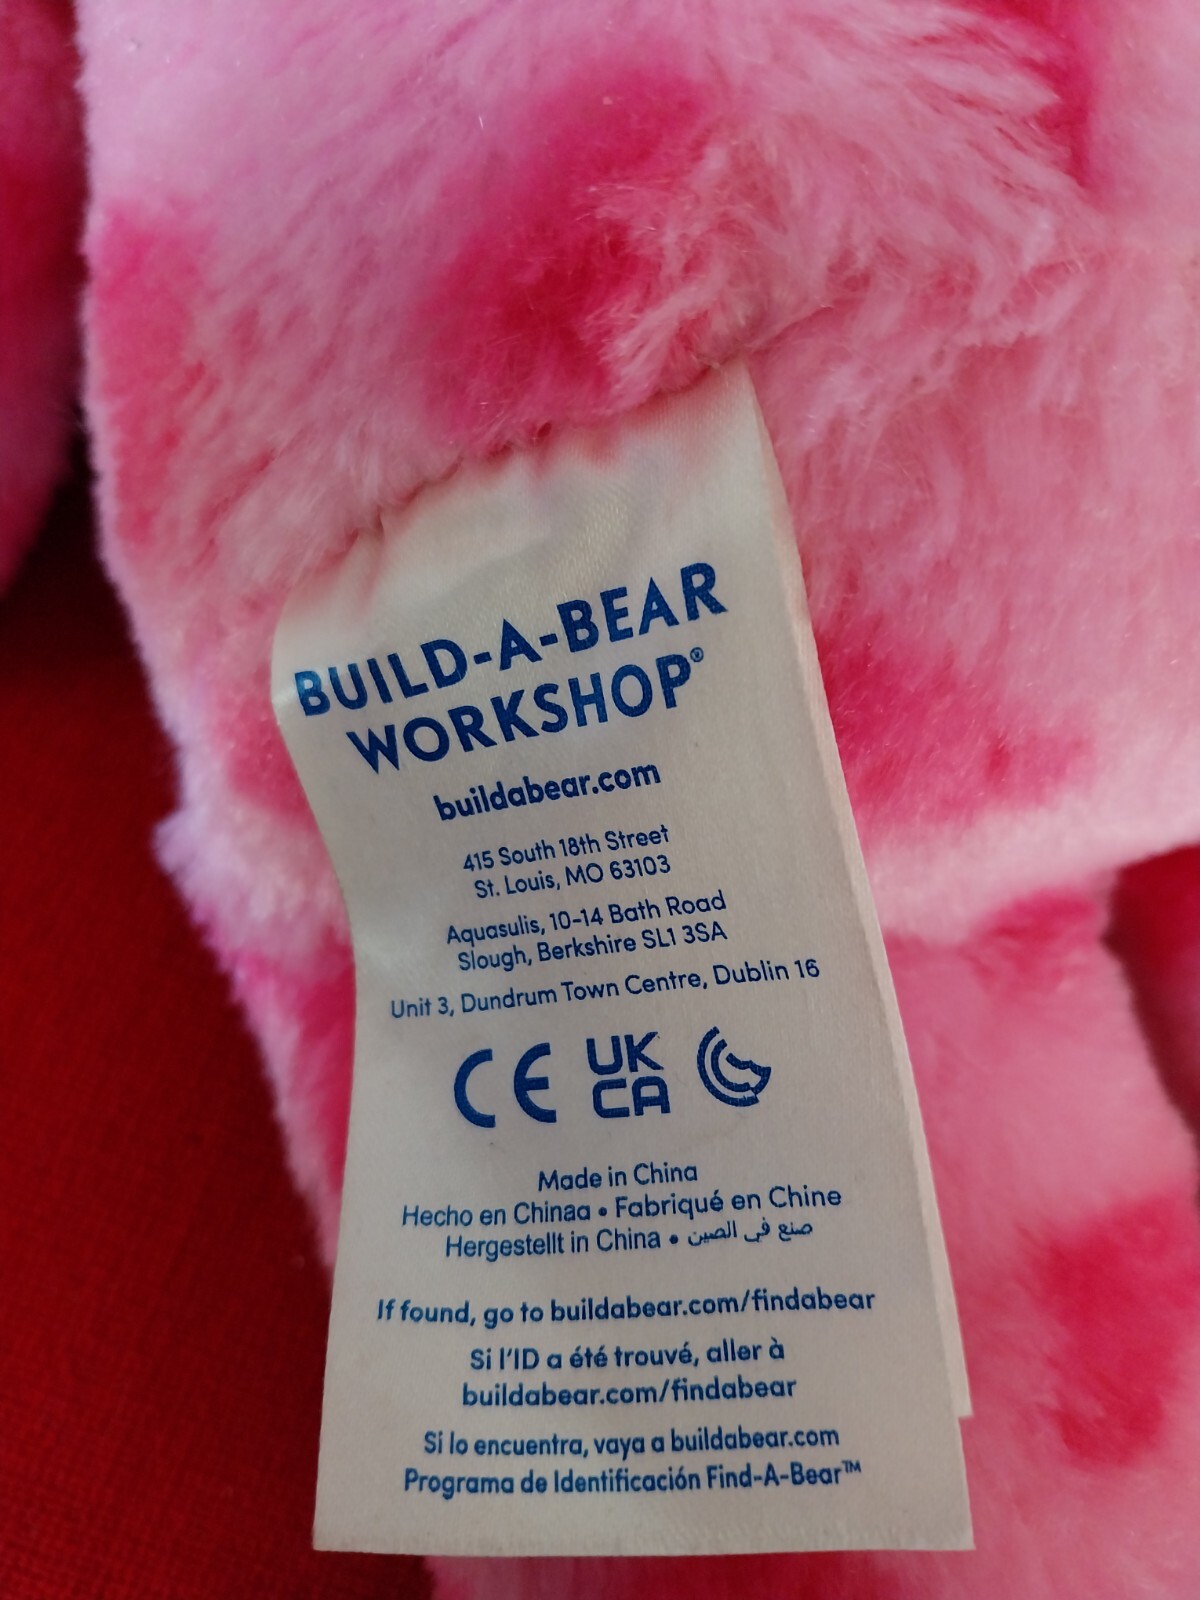 BUILD-A-BEAR
WORKSHOP®
buildabear.com
415 South 18th Street
St. Louis, MO 63103
Aquasulis, 10-14 Bath Road
Slough, Berkshire SL1 3SA
Unit 3, Dundrum Town Centre, Dublin 16
CE UK
CA
Made in China
Hecho en Chinaa • Fabriqué en Chine
Hergestellt in China • صنع في الصين
If found, go to buildabear.com/findabear
Si l'ID a été trouvé, aller à
buildabear.com/findabear
Si lo encuentra, vaya a buildabear.com
Programa de Identificación Find-A-Bear™